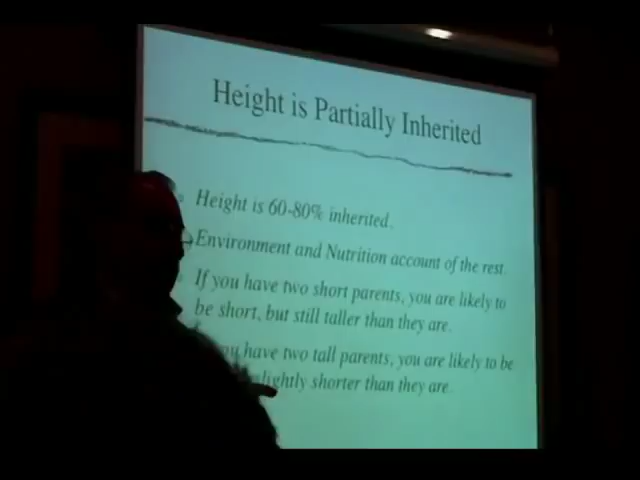 Height is Partially Inherited
Height is 60-80% inherited.
Environment and Nutrition account of the rest.
If you have two short parents, you are likely to
be short, but still taller than they are.
have two tall parents, you are likely to be
slightly shorter than they are.